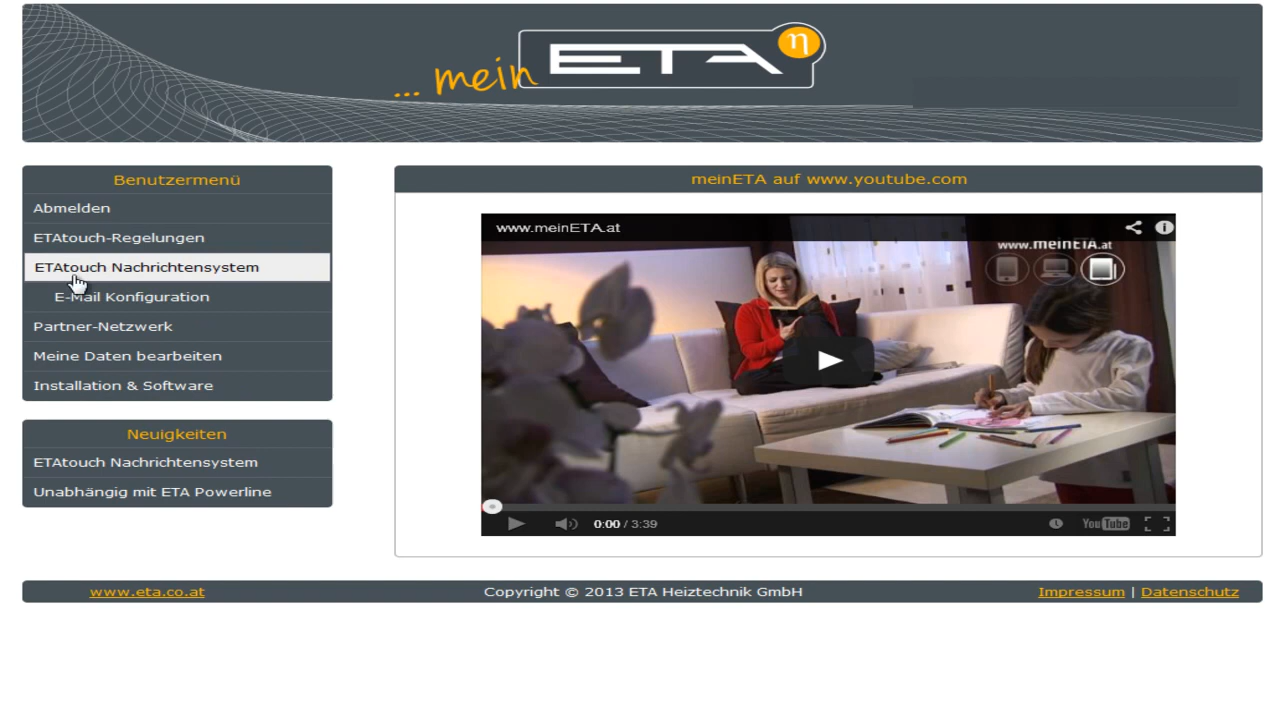 ... mein ETA η
Benutzermenü
Abmelden
ETAtouch-Regelungen
ETAtouch Nachrichtensystem
E-Mail Konfiguration
Partner-Netzwerk
Meine Daten bearbeiten
Installation & Software
Neuigkeiten
ETAtouch Nachrichtensystem
Unabhängig mit ETA Powerline
meinETA auf www.youtube.com
www.meinETA.at
www.meinETA.at
0:00 / 3:39
YouTube
www.eta.co.at
Copyright © 2013 ETA Heiztechnik GmbH
Impressum | Datenschutz